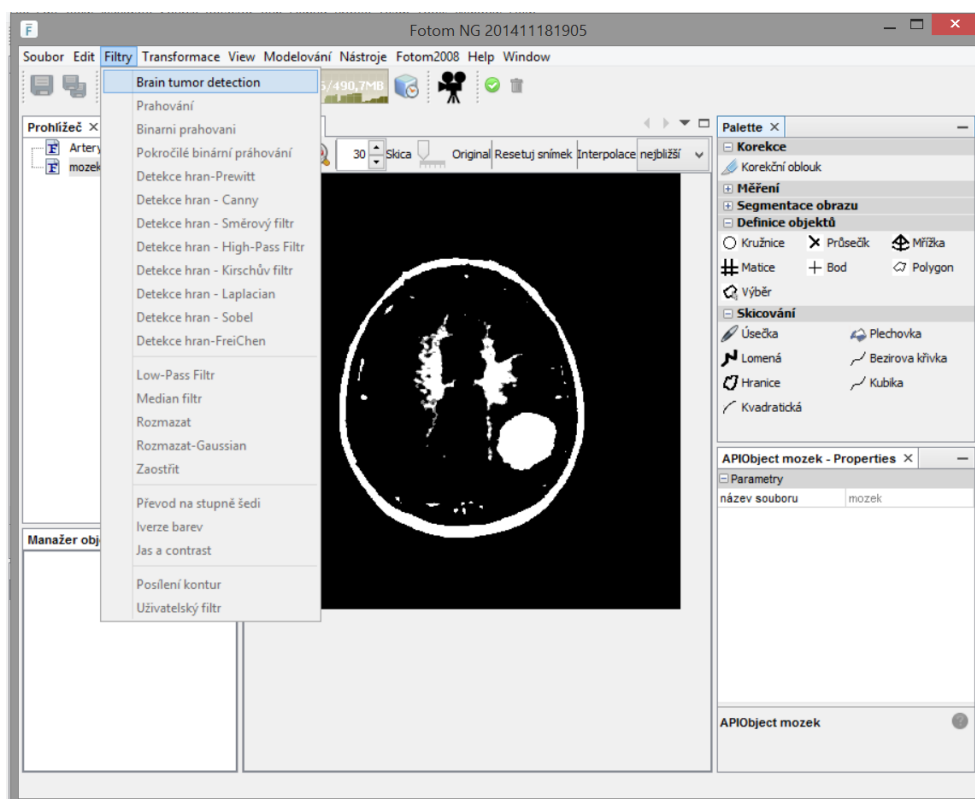 Fotom NG 201411181905
Soubor Edit Filtry Transformace View Modelování Nástroje Fotom2008 Help Window
/490,7MB
Brain tumor detection
Prahování
Binarni prahovani
Pokročilé binární práhování
Detekce hran-Prewitt
Detekce hran - Canny
Detekce hran - Směrový filtr
Detekce hran - High-Pass Filtr
Detekce hran - Kirschův filtr
Detekce hran - Laplacian
Detekce hran - Sobel
Detekce hran-FreiChen
Low-Pass Filtr
Median filtr
Rozmazat
Rozmazat-Gaussian
Zaostřit
Převod na stupně šedi
Iverze barev
Jas a contrast
Posílení kontur
Uživatelský filtr
Prohlížeč
Artery
mozek
Manažer obj
30 Skica Original Resetuj snímek Interpolace nejbližší
Palette
Korekce
Korekční oblouk
Měření
Segmentace obrazu
Definice objektů
Kružnice Průsečík Mřížka
Matice Bod Polygon
Výběr
Skicování
Úsečka Plechovka
Lomená Bezirova křivka
Hranice Kubika
Kvadratická
APIObject mozek - Properties
Parametry
název souboru mozek
APIObject mozek